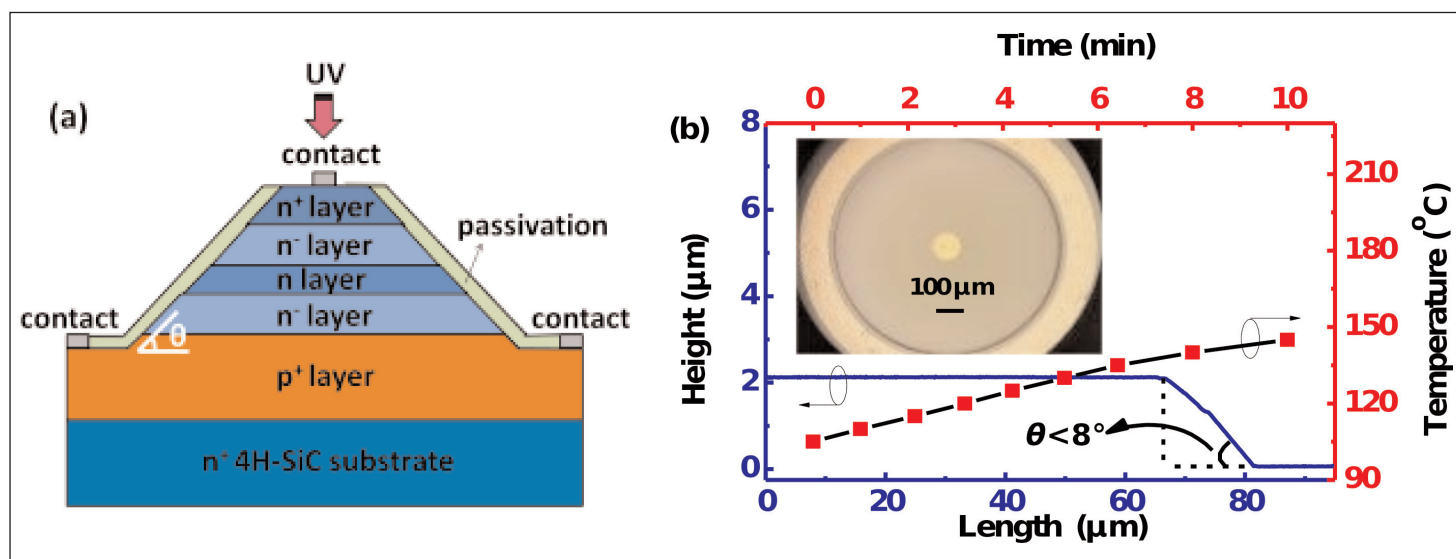 (a)
UV
contact
n⁺ layer
n⁻ layer
passivation
n layer
n⁻ layer
contact
contact
θ
p⁺ layer
n⁺ 4H-SiC substrate
(b)
Time (min)
0 2 4 6 8 10
8
6
4
2
0
Height (µm)
100 µm
θ<8°
210
180
150
120
90
Temperature (°C)
0 20 40 60 80
Length (µm)